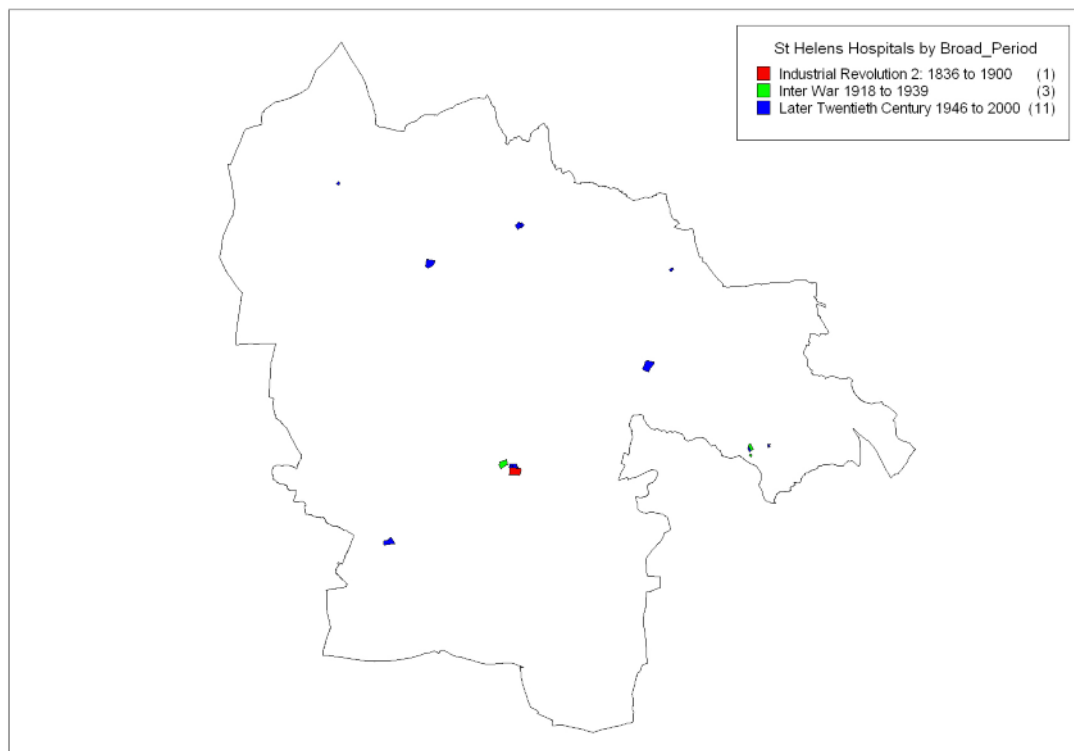 St Helens Hospitals by Broad_Period
Industrial Revolution 2: 1836 to 1900 (1)
Inter War 1918 to 1939 (3)
Later Twentieth Century 1946 to 2000 (11)